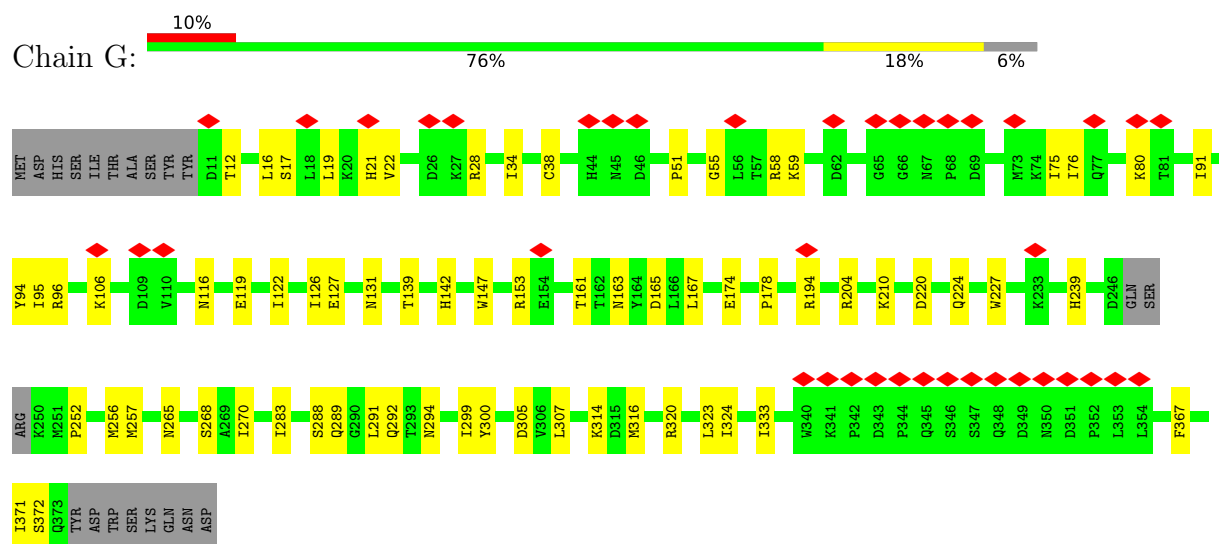 10%
Chain G:
76% 18% 6%
MET ASP HIS SER ILE THR ALA SER TYR TYR D11 T12 L16 S17 L18 L19 K20 H21 V22 D26 K27 R28 I34 C38 H44 N45 D46 P51 G55 L56 T57 R58 K59 D62 G65 G66 N67 P68 D69 M73 K74 I75 I76 Q77 K80 T81 I91
Y94 I95 R96 K106 D109 V110 N116 E119 I122 I126 E127 N131 T139 H142 W147 R153 E154 T161 T162 N163 Y164 D165 L166 L167 E174 P178 R194 R204 K210 D220 Q224 W227 K233 H239 D246 GLN SER
ARG K250 M251 P252 M256 M257 N265 S268 A269 I270 I283 S288 Q289 G290 L291 Q292 T293 N294 I299 Y300 D305 V306 L307 K314 D315 M316 R320 L323 I324 I333 W340 K341 P342 D343 P344 Q345 S346 S347 Q348 D349 N350 D351 P352 L353 L354 F367
I371 S372 Q373 TYR ASP TRP SER LYS GLN ASN ASP